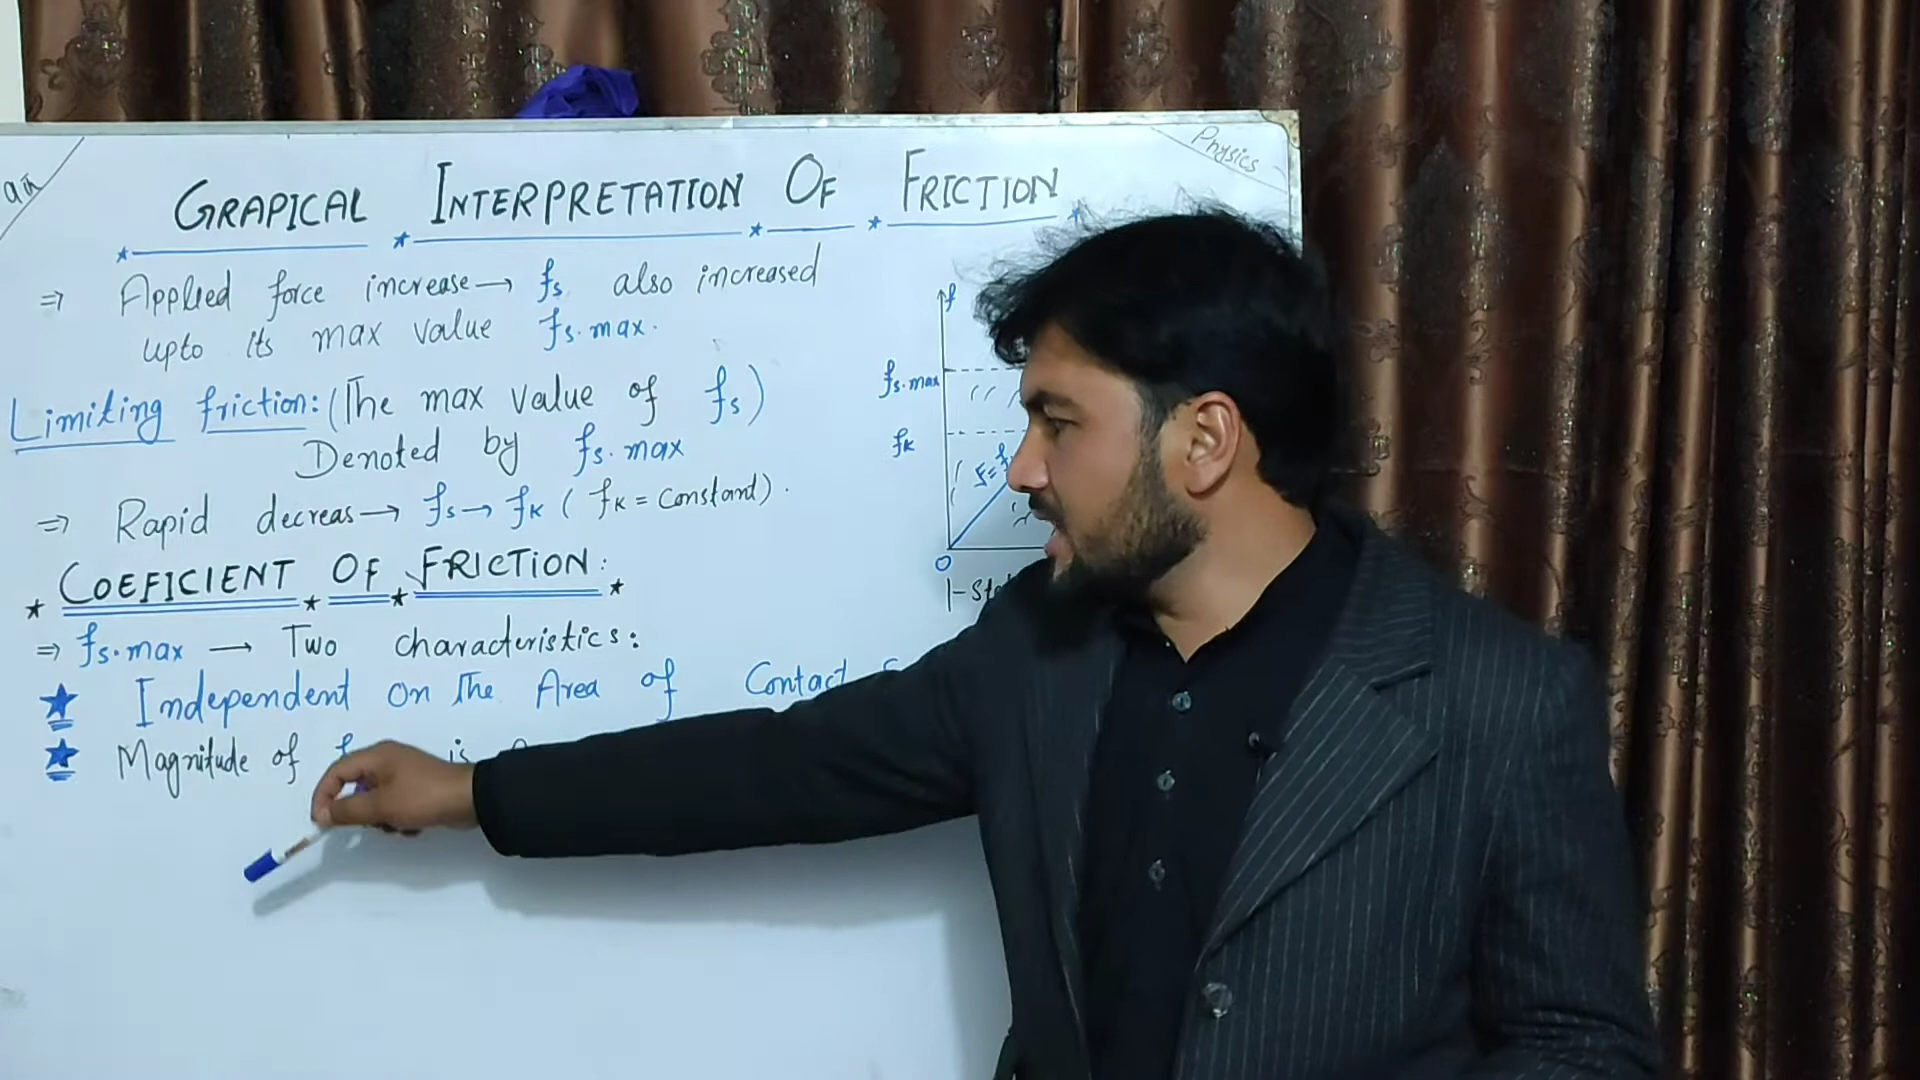 Physics
GRAPICAL INTERPRETATION OF FRICTION
⇒ Applied force increase → fs also increased
upto its max value fs.max.
Limiting friction: (The max value of fs)
Denoted by fs.max
⇒ Rapid decreas → fs → fK (fK = Constant).
COEFICIENT OF FRICTION:
⇒ fs.max → Two characteristics:
★ Independent on The Area of Contact
★ Magnitude of is
f
fs.max
fK
O